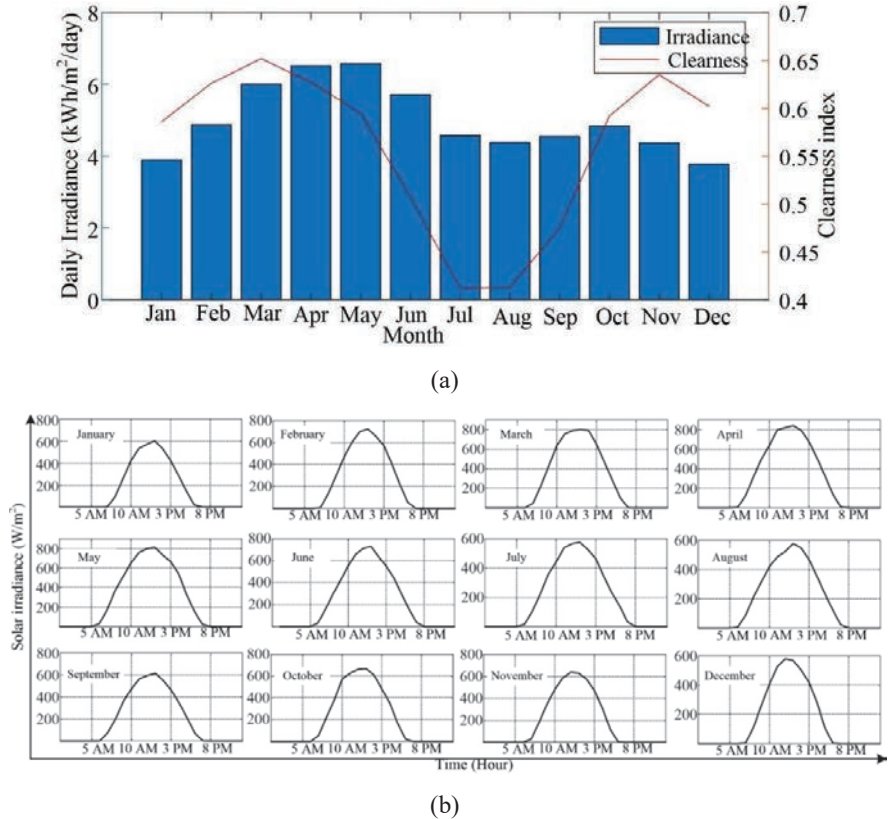 8
6
4
2
0
Daily Irradiance (kWh/m²/day)
0.7
0.65
0.6
0.55
0.5
0.45
0.4
Clearness index
Irradiance
Clearness
Jan Feb Mar Apr May Jun Jul Aug Sep Oct Nov Dec
Month
(a)
Solar irradiance (W/m²)
800
600
400
200
January
5 AM 10 AM 3 PM 8 PM
800
600
400
200
February
5 AM 10 AM 3 PM 8 PM
800
600
400
200
March
5 AM 10 AM 3 PM 8 PM
800
600
400
200
April
5 AM 10 AM 3 PM 8 PM
800
600
400
200
May
5 AM 10 AM 3 PM 8 PM
800
600
400
200
June
5 AM 10 AM 3 PM 8 PM
600
400
200
July
5 AM 10 AM 3 PM 8 PM
600
400
200
August
5 AM 10 AM 3 PM 8 PM
800
600
400
200
September
5 AM 10 AM 3 PM 8 PM
800
600
400
200
October
5 AM 10 AM 3 PM 8 PM
800
600
400
200
November
5 AM 10 AM 3 PM 8 PM
600
400
200
December
5 AM 10 AM 3 PM 8 PM
Time (Hour)
(b)